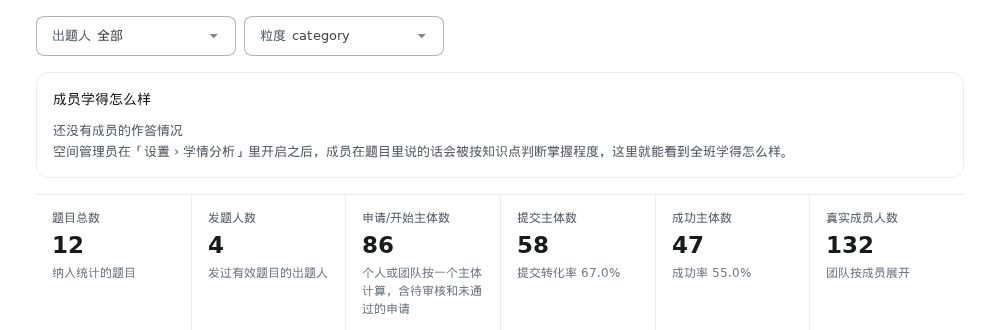 出题人 全部
粒度 category
成员学得怎么样
还没有成员的作答情况
空间管理员在「设置 › 学情分析」里开启之后，成员在题目里说的话会被按知识点判断掌握程度，这里就能看到全班学得怎么样。
题目总数
12
纳入统计的题目
发过人数
4
发过有效题目的出题人
申请/开始主体数
86
个人或团队按一个主体
计算，含待审核和未通
过的申请
提交主体数
58
提交转化率 67.0%
成功主体数
47
成功率 55.0%
真实成员人数
132
团队按成员展开